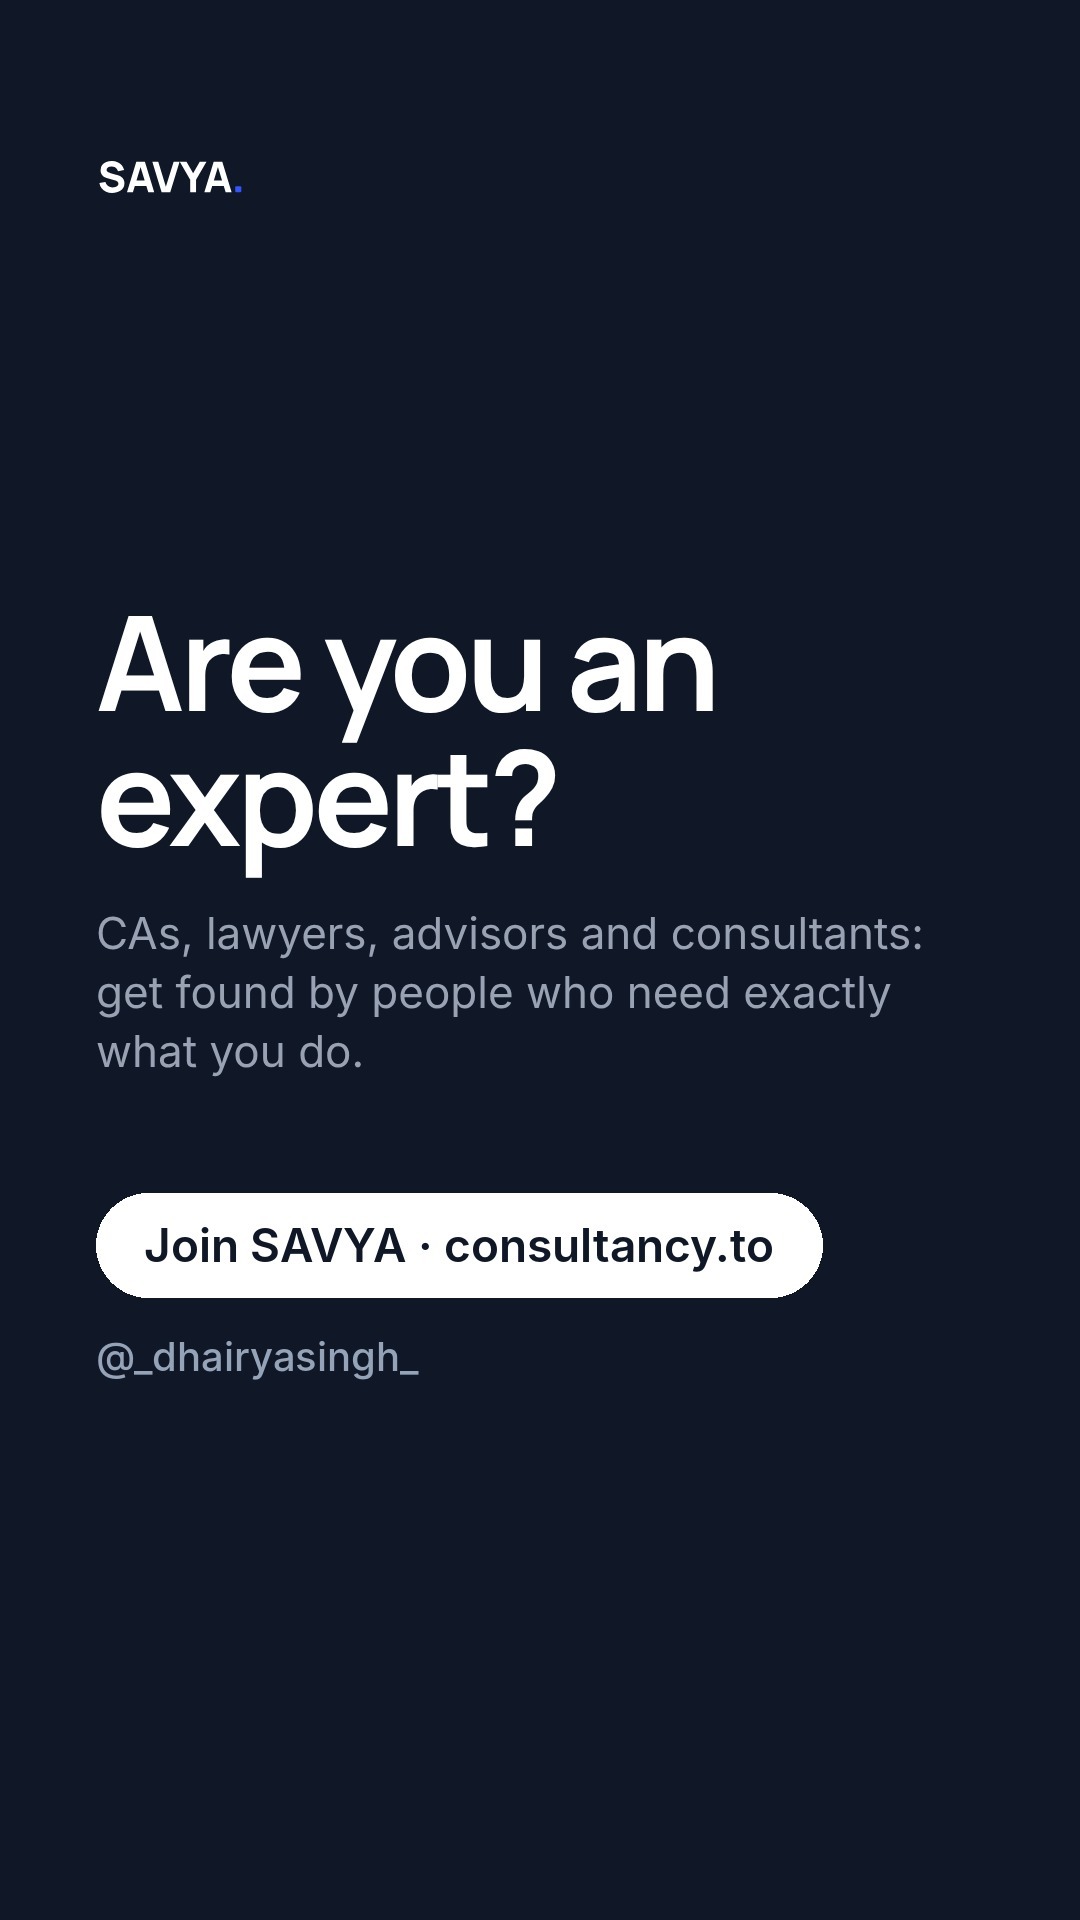 SAVYA.
Are you an
expert?
CAs, lawyers, advisors and consultants:
get found by people who need exactly
what you do.
Join SAVYA · consultancy.to
@_dhairyasingh_